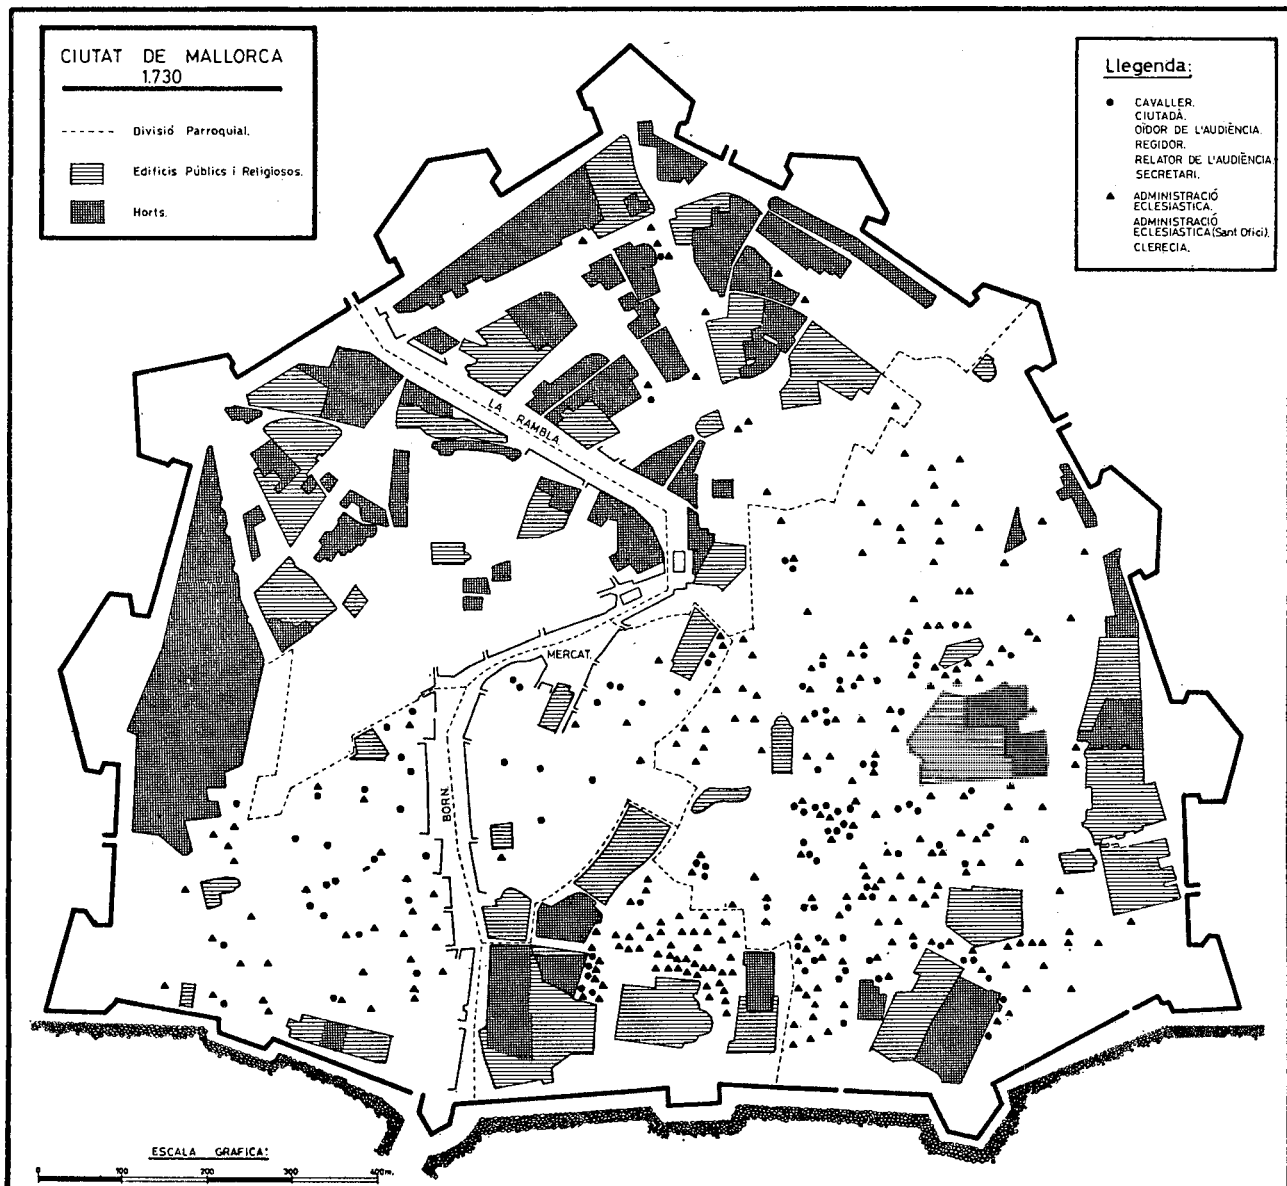 CIUTAT DE MALLORCA
1.730
Divisió Parroquial.
Edificis Públics i Religiosos.
Horts.
Llegenda:
CAVALLER.
CIUTADÀ.
OÏDOR DE L'AUDIÈNCIA.
REGIDOR.
RELATOR DE L'AUDIÈNCIA
SECRETARI.
ADMINISTRACIÓ
ECLESIASTICA.
ADMINISTRACIÓ
ECLESIASTICA (Sant Ofici).
CLERECIA.
LA RAMBLA
MERCAT.
BORN.
ESCALA GRAFICA:
0 100 200 300 400m.